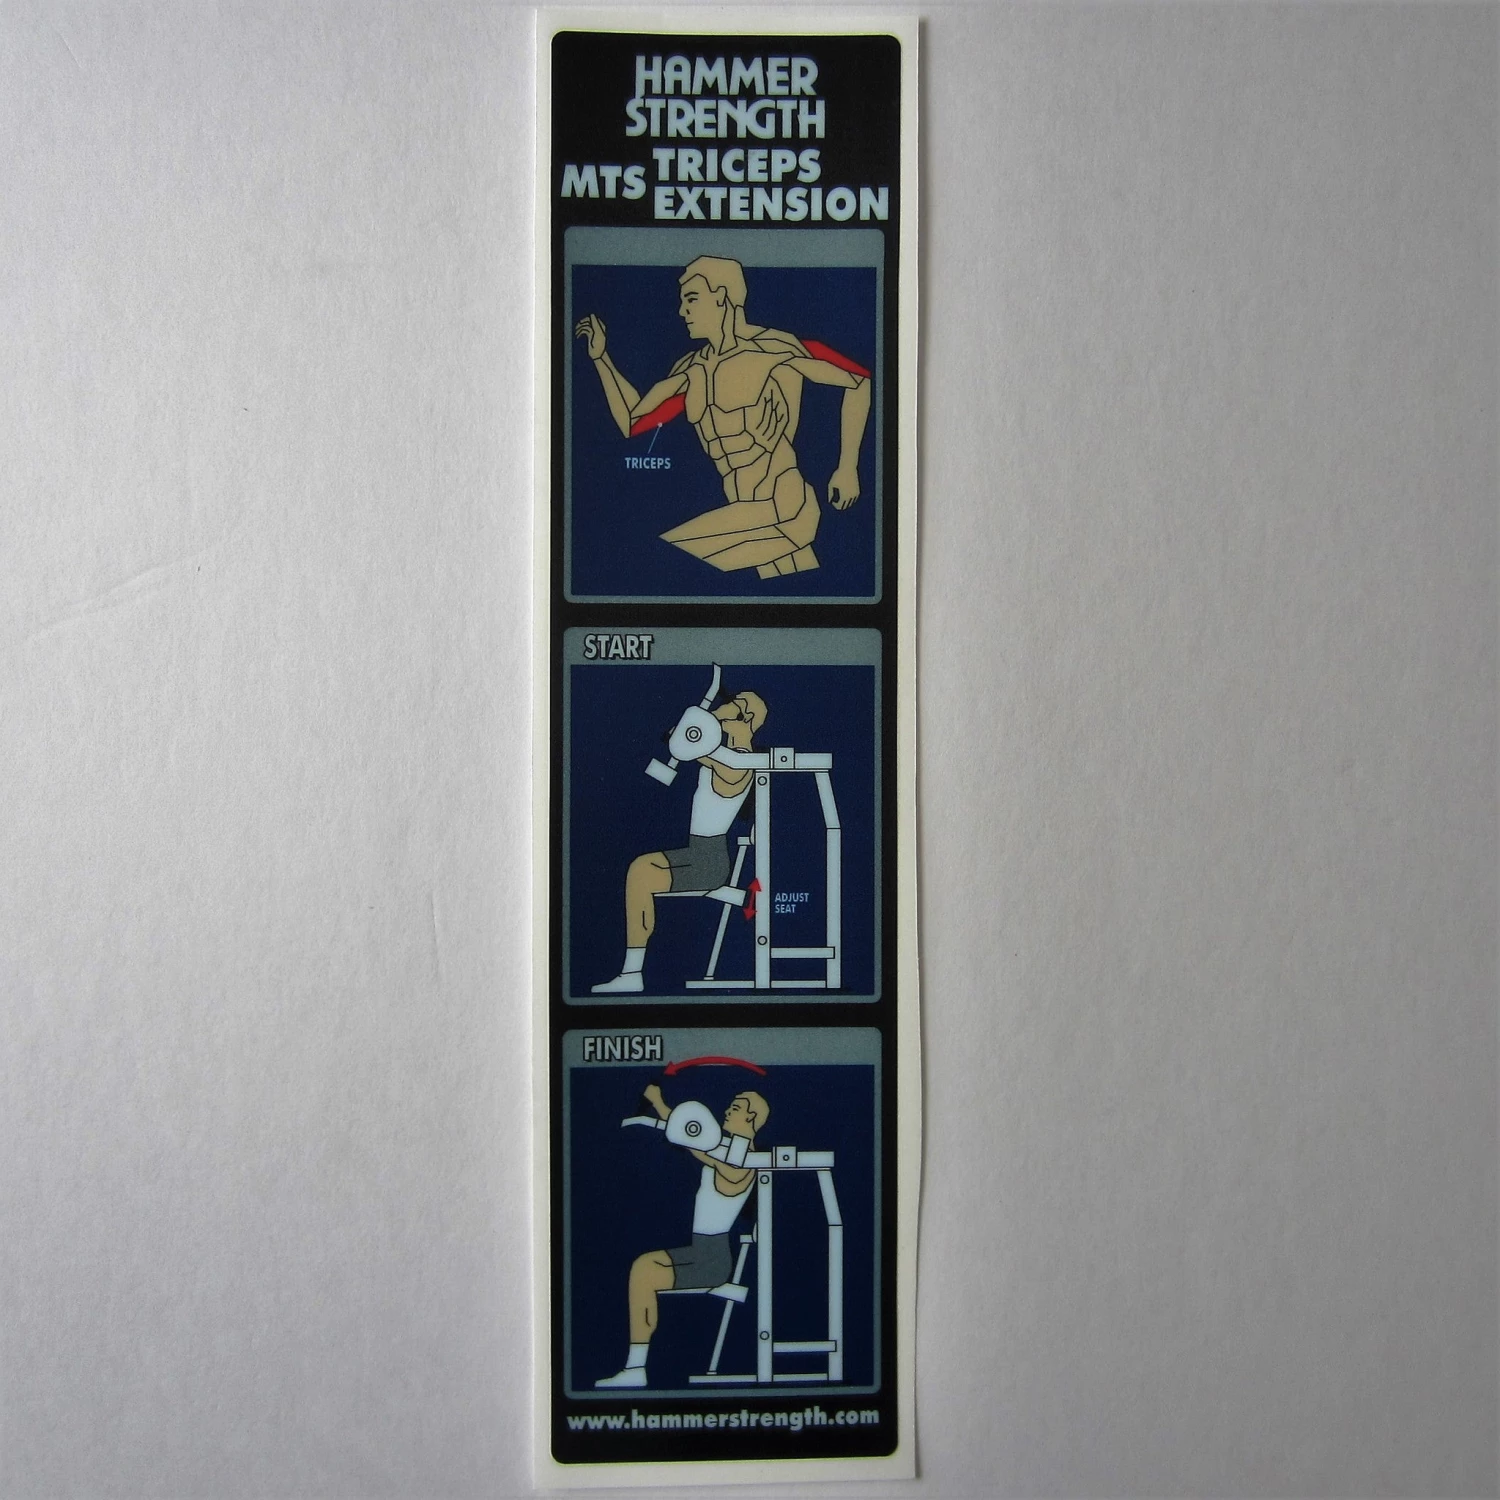 HAMMER
STRENGTH
MTS TRICEPS
EXTENSION
TRICEPS
START
ADJUST
SEAT
FINISH
www.hammerstrength.com